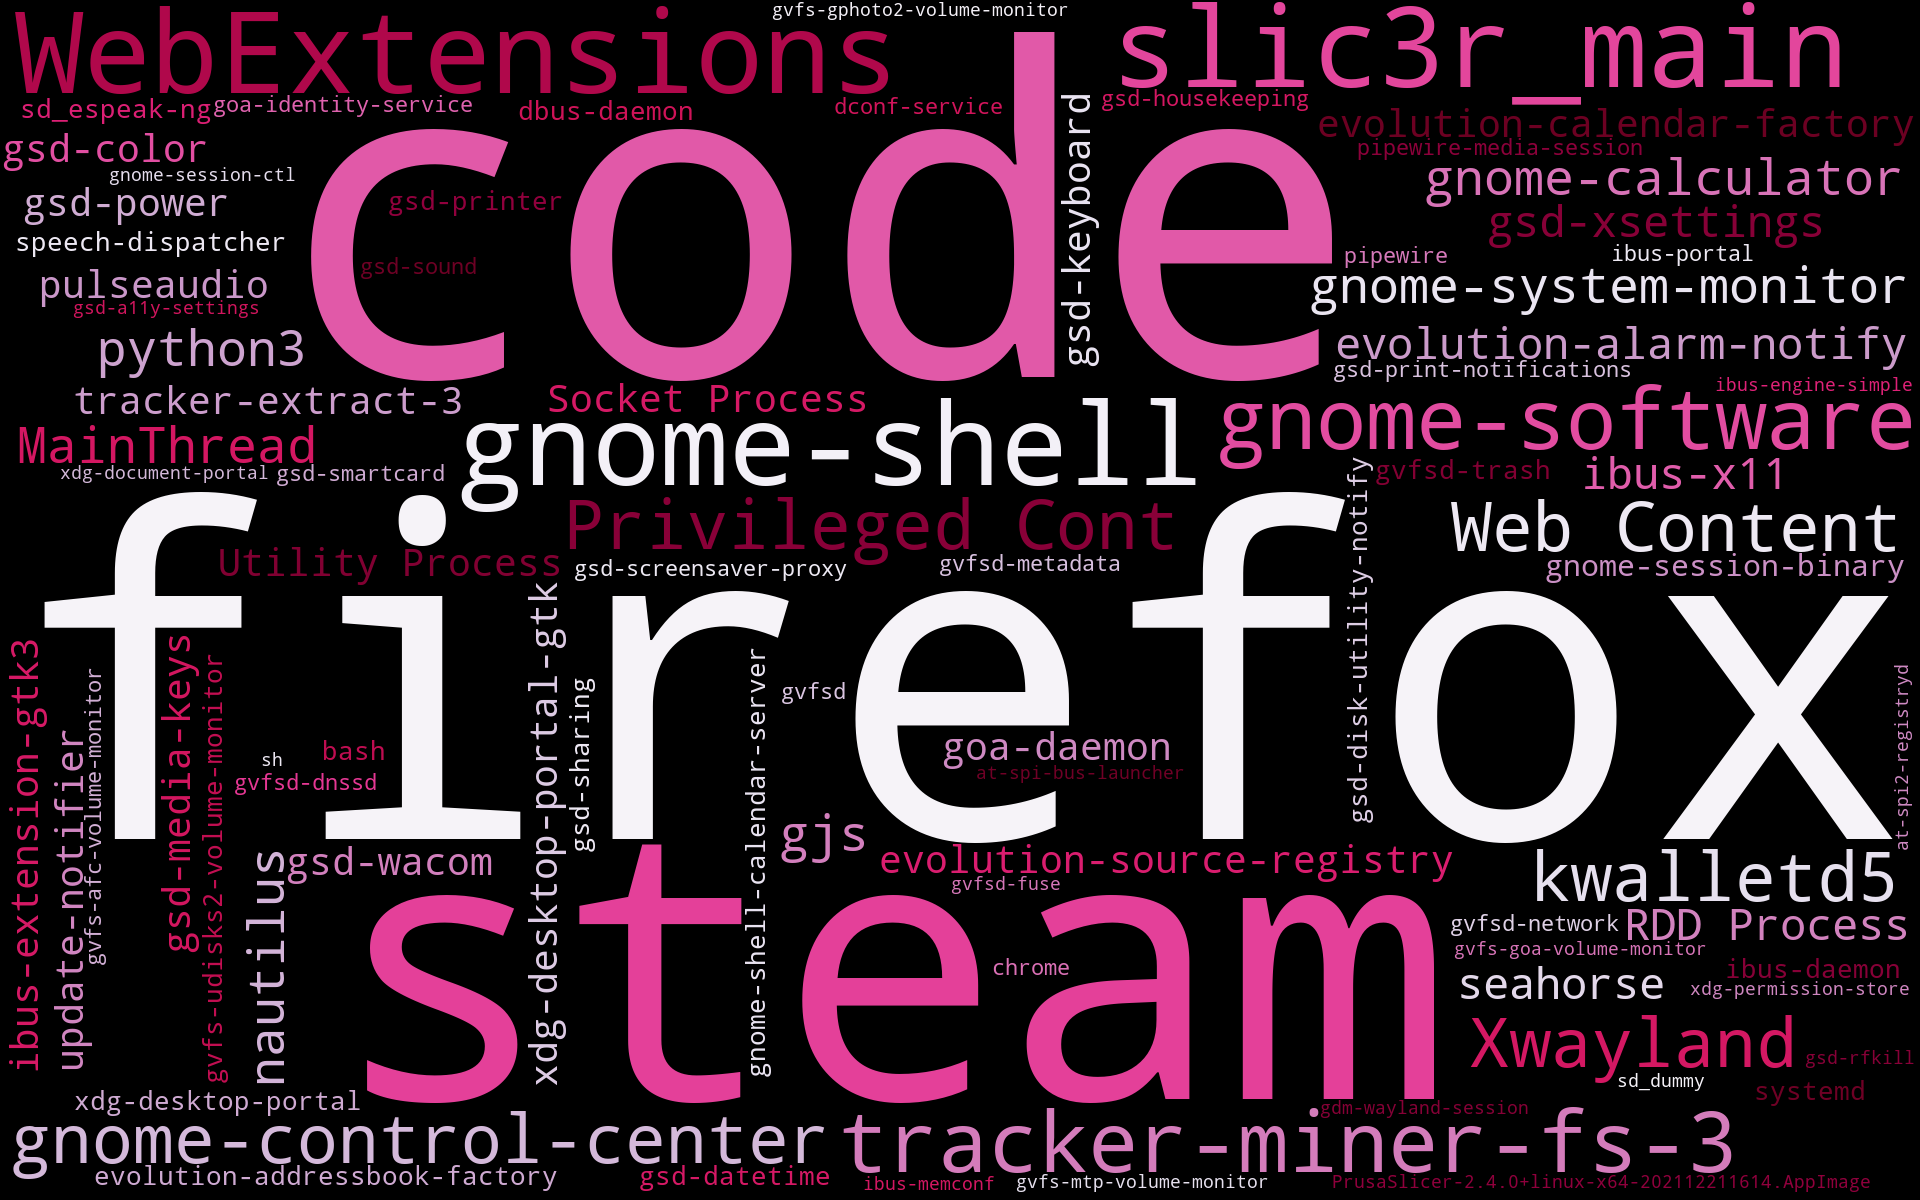 gvfs-gphoto2-volume-monitor
WebExtensions
slic3r_main
sd_espeak-ng
goa-identity-service
dbus-daemon
dconf-service
gsd-housekeeping
evolution-calendar-factory
code
gsd-keyboard
gsd-color
pipewire-media-session
gnome-session-ctl
gnome-calculator
gsd-power
gsd-printer
gsd-xsettings
speech-dispatcher
ibus-portal
pipewire
gsd-sound
pulseaudio
gnome-system-monitor
gsd-a11y-settings
python3
evolution-alarm-notify
gsd-print-notifications
tracker-extract-3
Socket Process
ibus-engine-simple
gnome-software
MainThread
gnome-shell
xdg-document-portal
gsd-smartcard
gvfsd-trash
ibus-x11
Privileged Cont
Web Content
Utility Process
gsd-screensaver-proxy
gvfsd-metadata
gnome-session-binary
firefox
gsd-disk-utility-notify
xdg-desktop-portal-gtk
ibus-extension-gtk3
gsd-media-keys
gvfs-udisks2-volume-monitor
gvfs-afc-volume-monitor
update-notifier
gsd-sharing
gnome-shell-calendar-server
at-spi2-registryd
gvfsd
sh
bash
goa-daemon
at-spi-bus-launcher
gvfsd-dnssd
gjs
nautilus
gsd-wacom
evolution-source-registry
kwalletd5
gvfsd-fuse
steam
gvfsd-network
RDD Process
gvfs-goa-volume-monitor
chrome
ibus-daemon
seahorse
xdg-permission-store
Xwayland
gsd-rfkill
sd_dummy
systemd
xdg-desktop-portal
gdm-wayland-session
gnome-control-center
tracker-miner-fs-3
evolution-addressbook-factory
gsd-datetime
ibus-memconf
gvfs-mtp-volume-monitor
PrusaSlicer-2.4.0+linux-x64-202112211614.AppImage